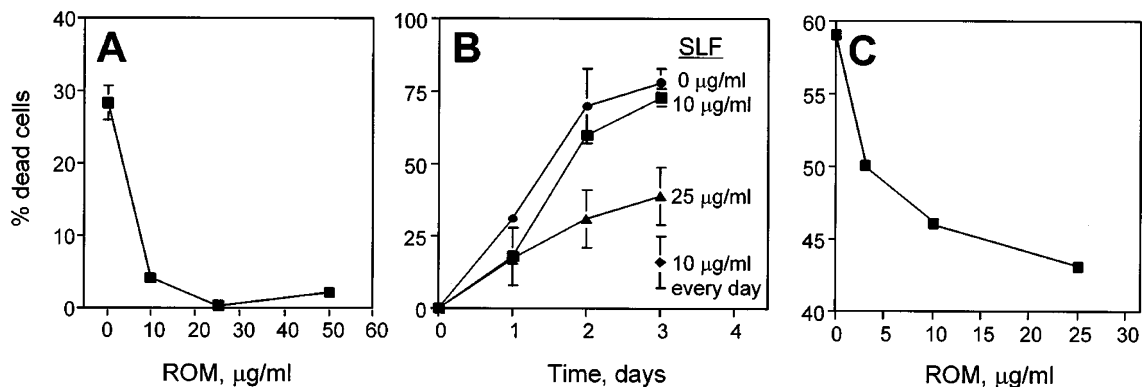 A
% dead cells
40
30
20
10
0
0 10 20 30 40 50 60
ROM, μg/ml
B
100
75
50
25
0
0 1 2 3 4
Time, days
SLF
0 μg/ml
10 μg/ml
25 μg/ml
10 μg/ml
every day
C
60
55
50
45
40
0 5 10 15 20 25 30
ROM, μg/ml